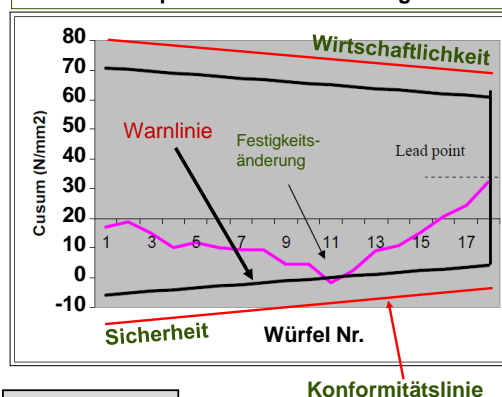 Wirtschaftlichkeit
Warnlinie
Festigkeits-
änderung
Lead point
Cusum (N/mm2)
80
70
60
50
40
30
20
10
0
-10
1 3 5 7 9 11 13 15 17
Sicherheit
Würfel Nr.
Konformitätslinie